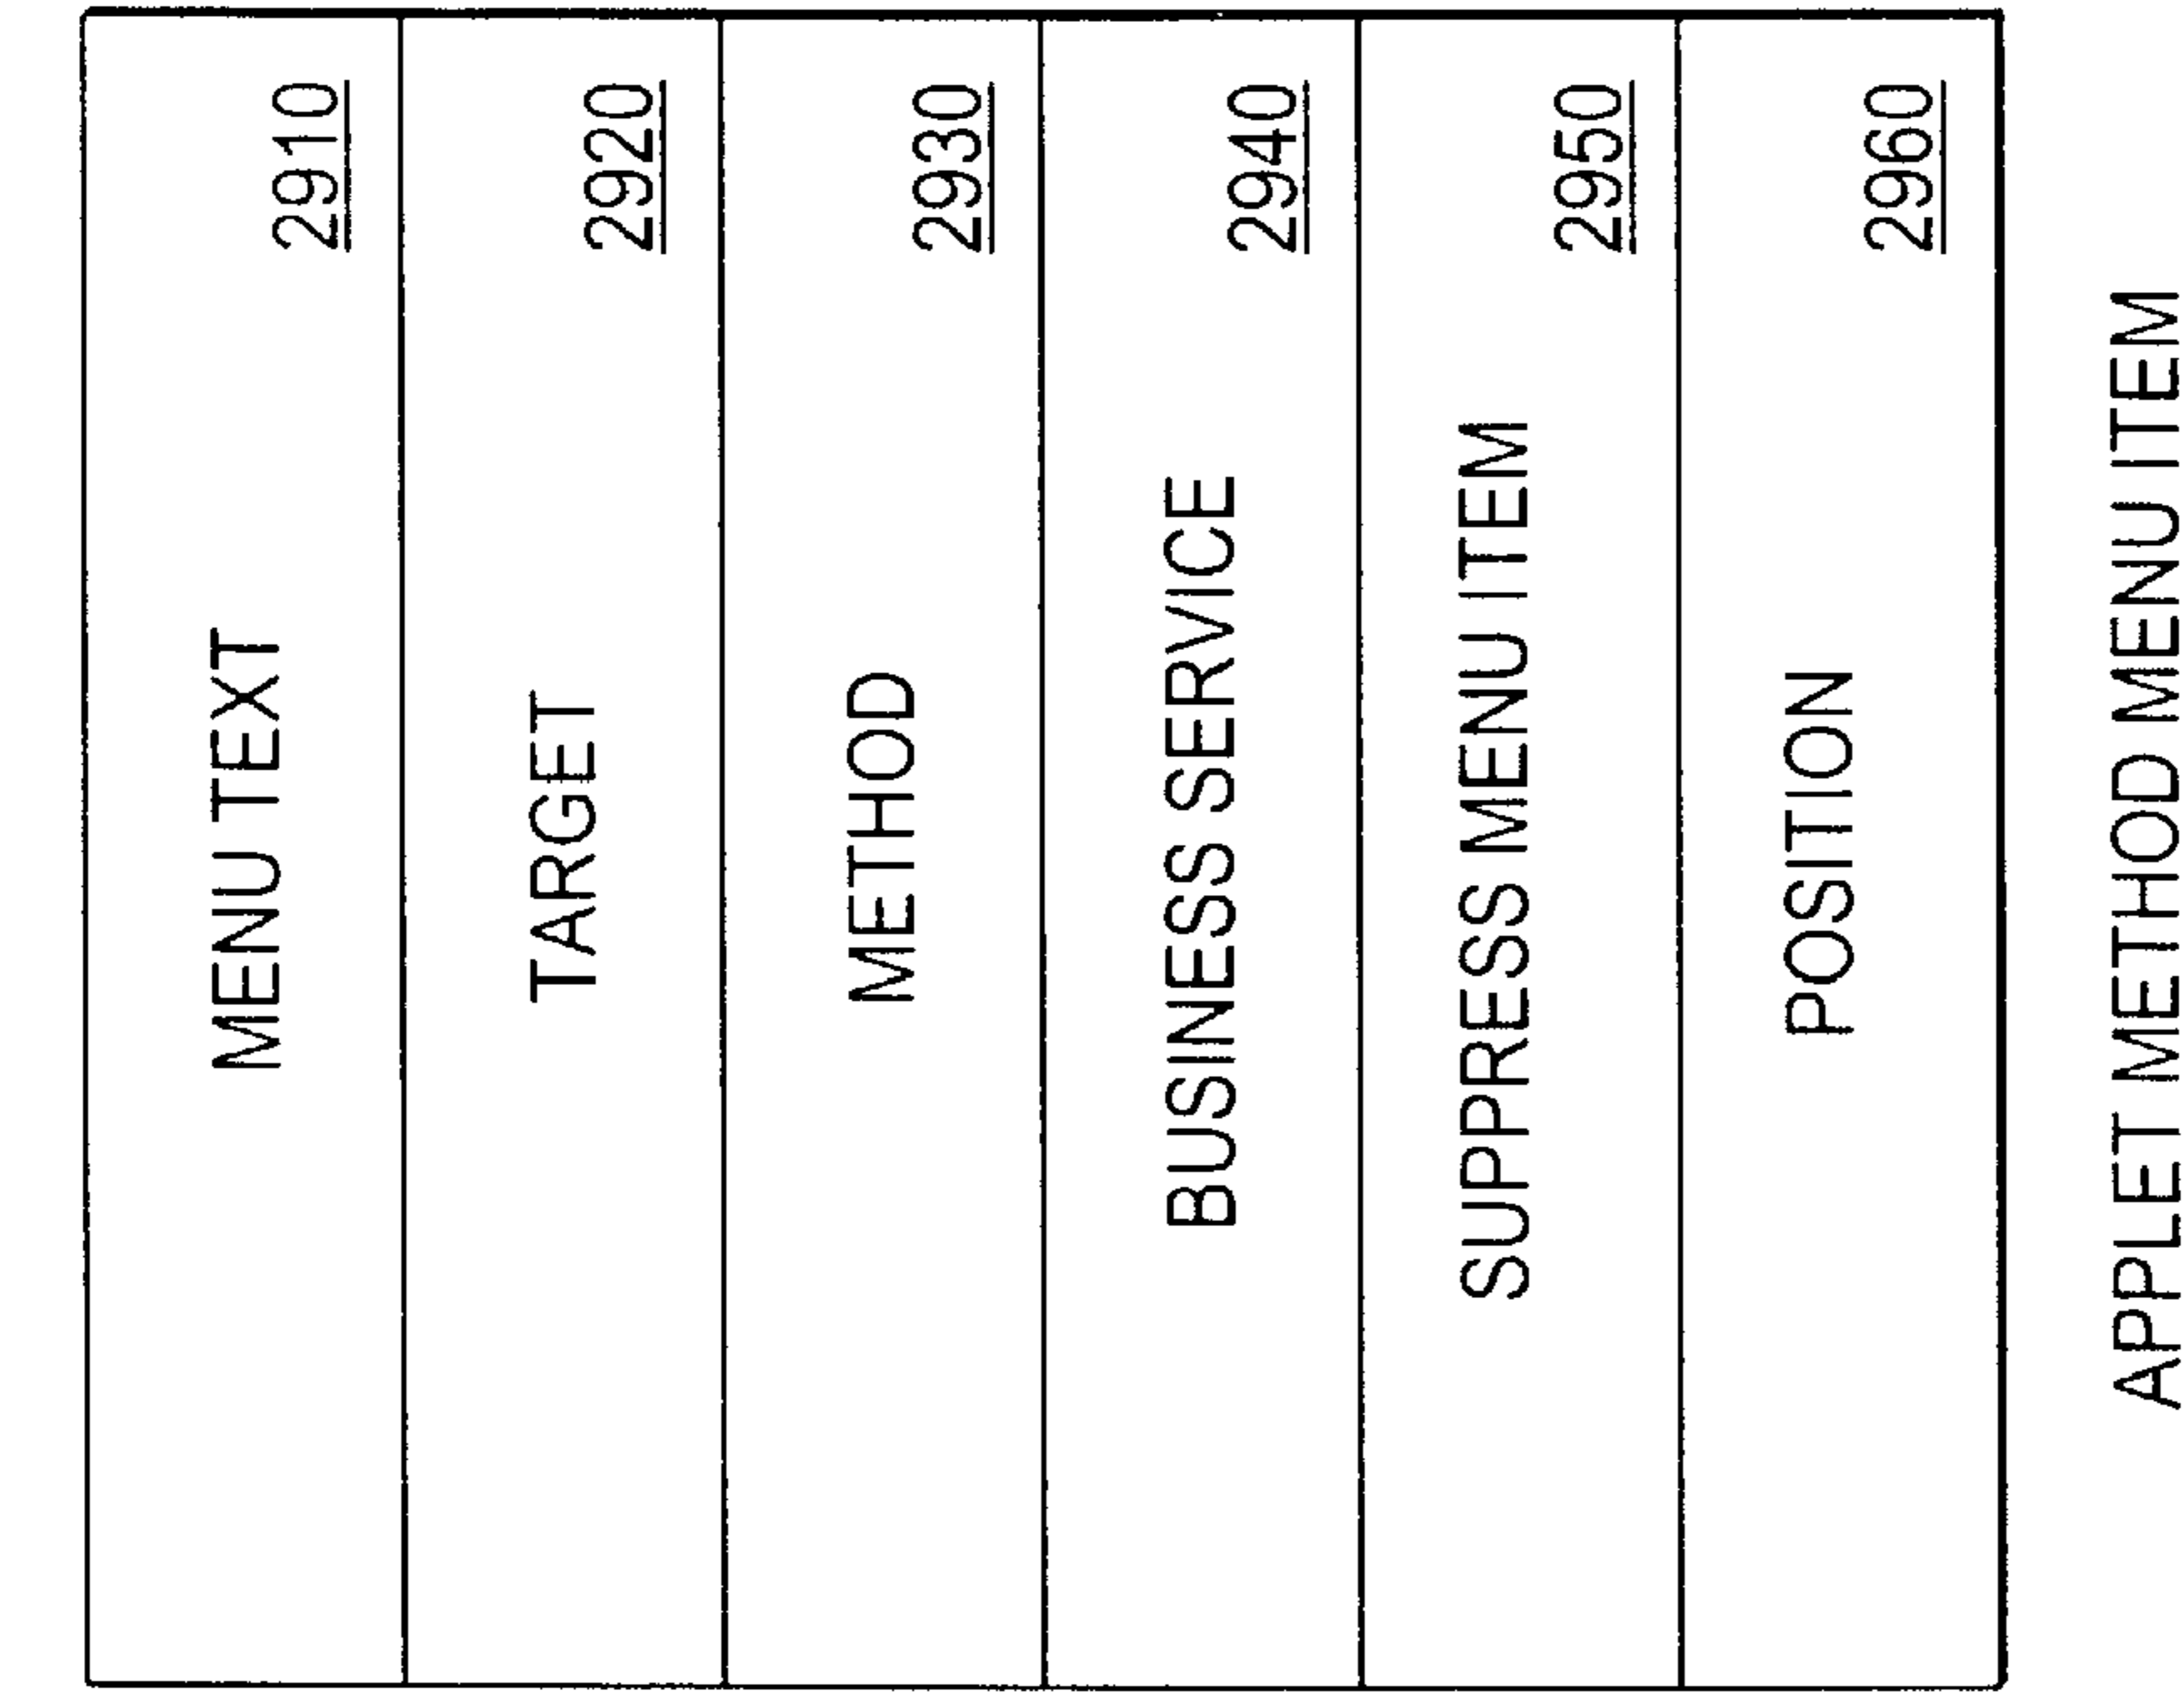 MENU TEXT
2910
TARGET
2920
METHOD
2930
BUSINESS SERVICE
2940
SUPPRESS MENU ITEM
2950
POSITION
2960
APPLET METHOD MENU ITEM